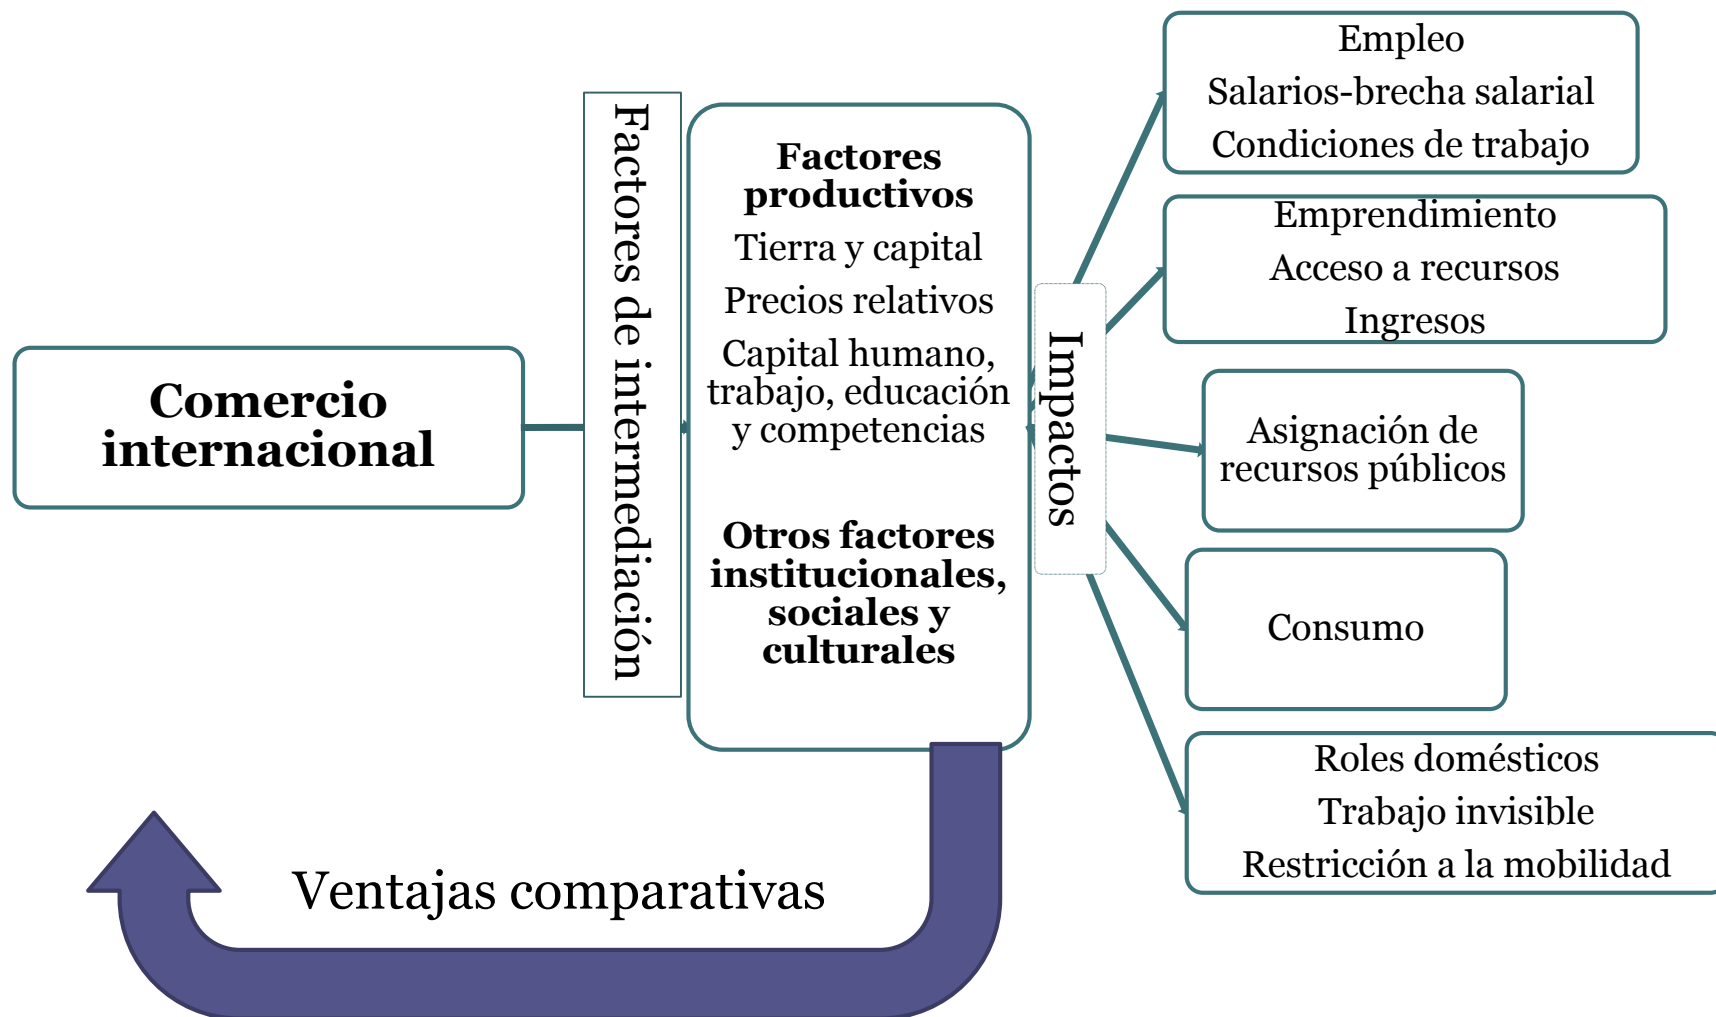 Comercio
internacional
Factores de intermediación
Factores
productivos
Tierra y capital
Precios relativos
Capital humano,
trabajo, educación
y competencias
Otros factores
institucionales,
sociales y
culturales
Impactos
Empleo
Salarios-brecha salarial
Condiciones de trabajo
Emprendimiento
Acceso a recursos
Ingresos
Asignación de
recursos públicos
Consumo
Roles domésticos
Trabajo invisible
Restricción a la mobilidad
Ventajas comparativas